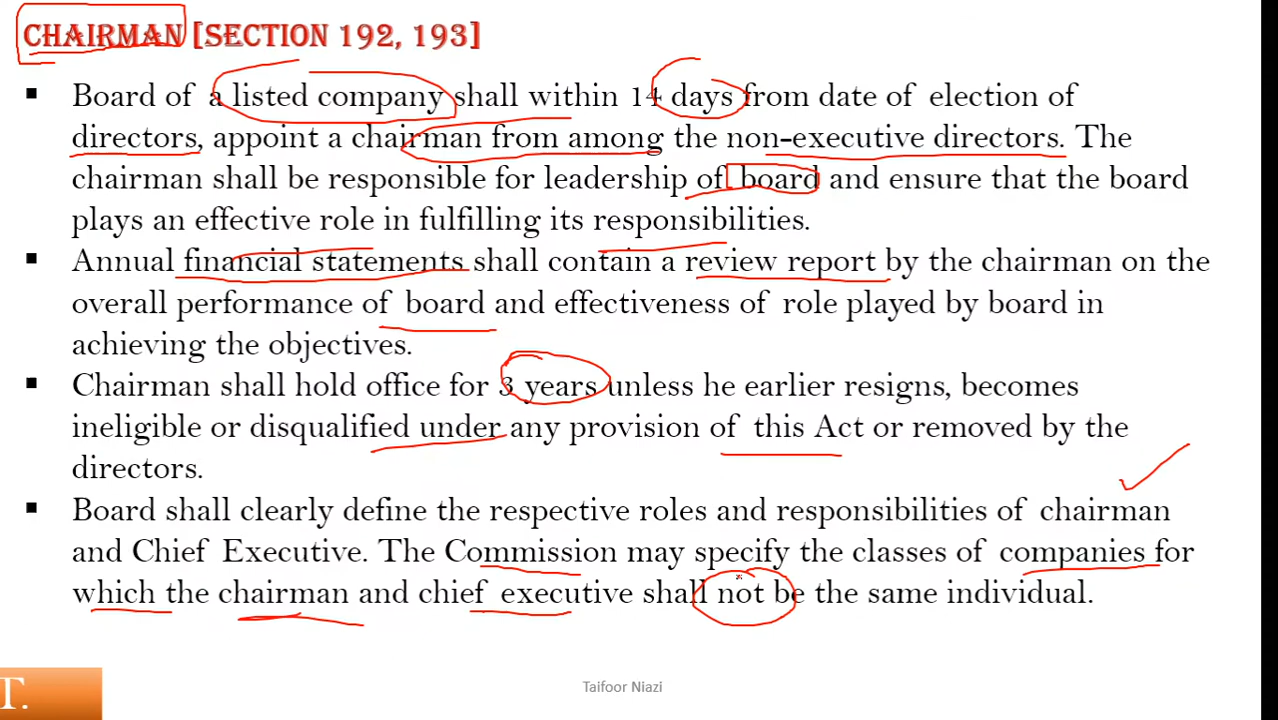 CHAIRMAN [SECTION 192, 193]
▪ Board of a listed company shall within 14 days from date of election of
directors, appoint a chairman from among the non-executive directors. The
chairman shall be responsible for leadership of board and ensure that the board
plays an effective role in fulfilling its responsibilities.
▪ Annual financial statements shall contain a review report by the chairman on the
overall performance of board and effectiveness of role played by board in
achieving the objectives.
▪ Chairman shall hold office for 3 years unless he earlier resigns, becomes
ineligible or disqualified under any provision of this Act or removed by the
directors.
▪ Board shall clearly define the respective roles and responsibilities of chairman
and Chief Executive. The Commission may specify the classes of companies for
which the chairman and chief executive shall not be the same individual.
T.
Taifoor Niazi